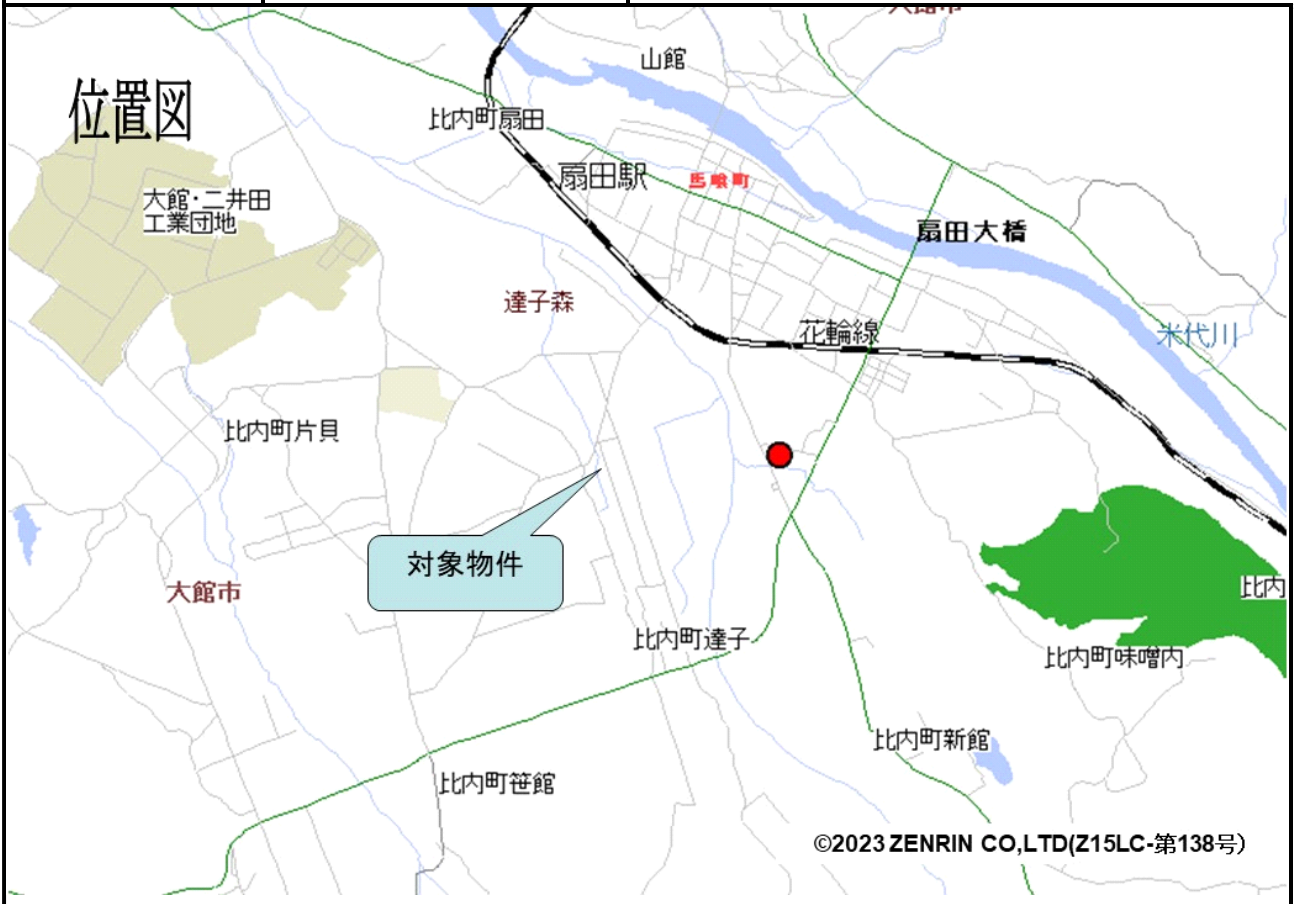 大館市
位置図
山館
比内町扇田
扇田駅
馬喰町
大館・二井田
工業団地
扇田大橋
達子森
花輪線
米代川
比内町片貝
対象物件
大館市
比内
比内町達子
比内町味噌内
比内町新館
比内町笹館
©2023 ZENRIN CO,LTD(Z15LC-第138号)